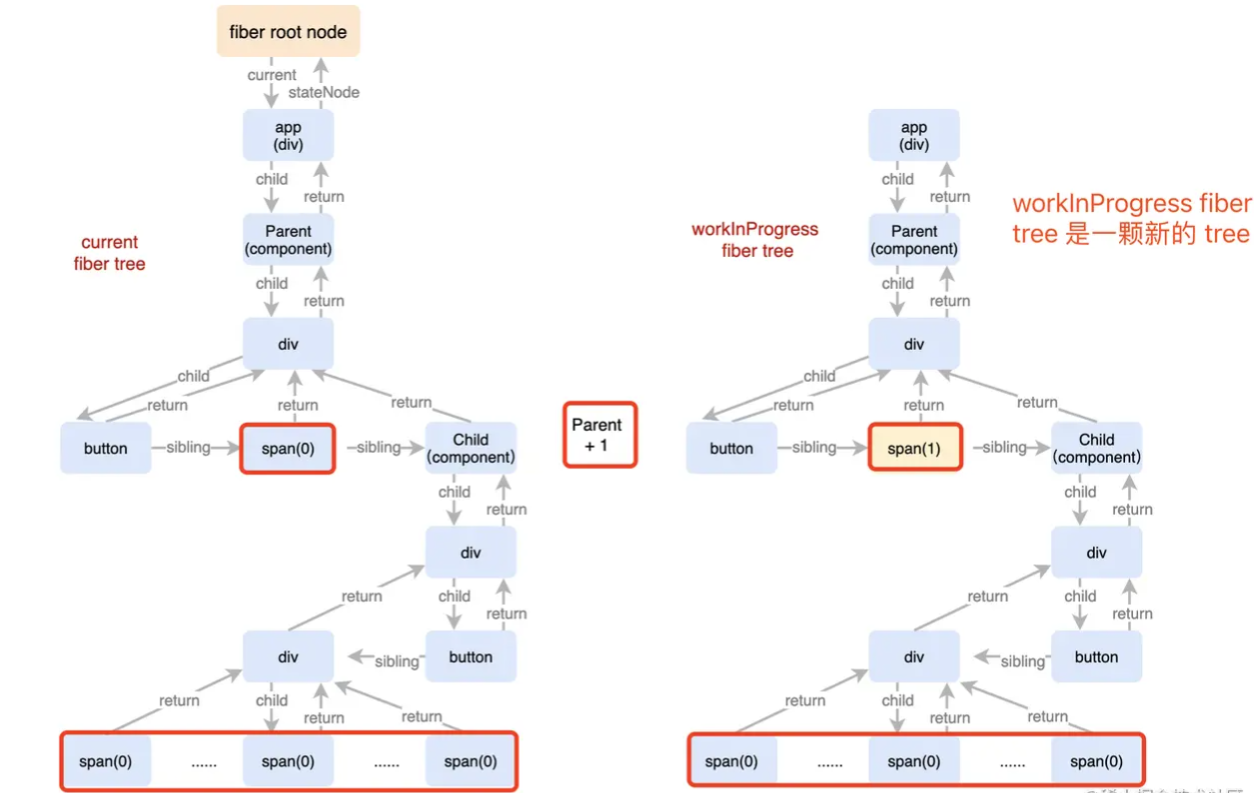 fiber root node
current
stateNode
app
(div)
child
return
Parent
(component)
current
fiber tree
child
return
div
child
return
return
return
button
sibling
span(0)
sibling
Child
(component)
child
return
div
return
child
return
div
sibling
button
return
child
return
return
span(0)
......
span(0)
......
span(0)
Parent
+ 1
app
(div)
child
return
Parent
(component)
workInProgress
fiber tree
workInProgress fiber
tree 是一颗新的 tree
child
return
div
child
return
return
return
button
sibling
span(1)
sibling
Child
(component)
child
return
div
return
child
return
div
sibling
button
return
child
return
return
span(0)
......
span(0)
......
span(0)